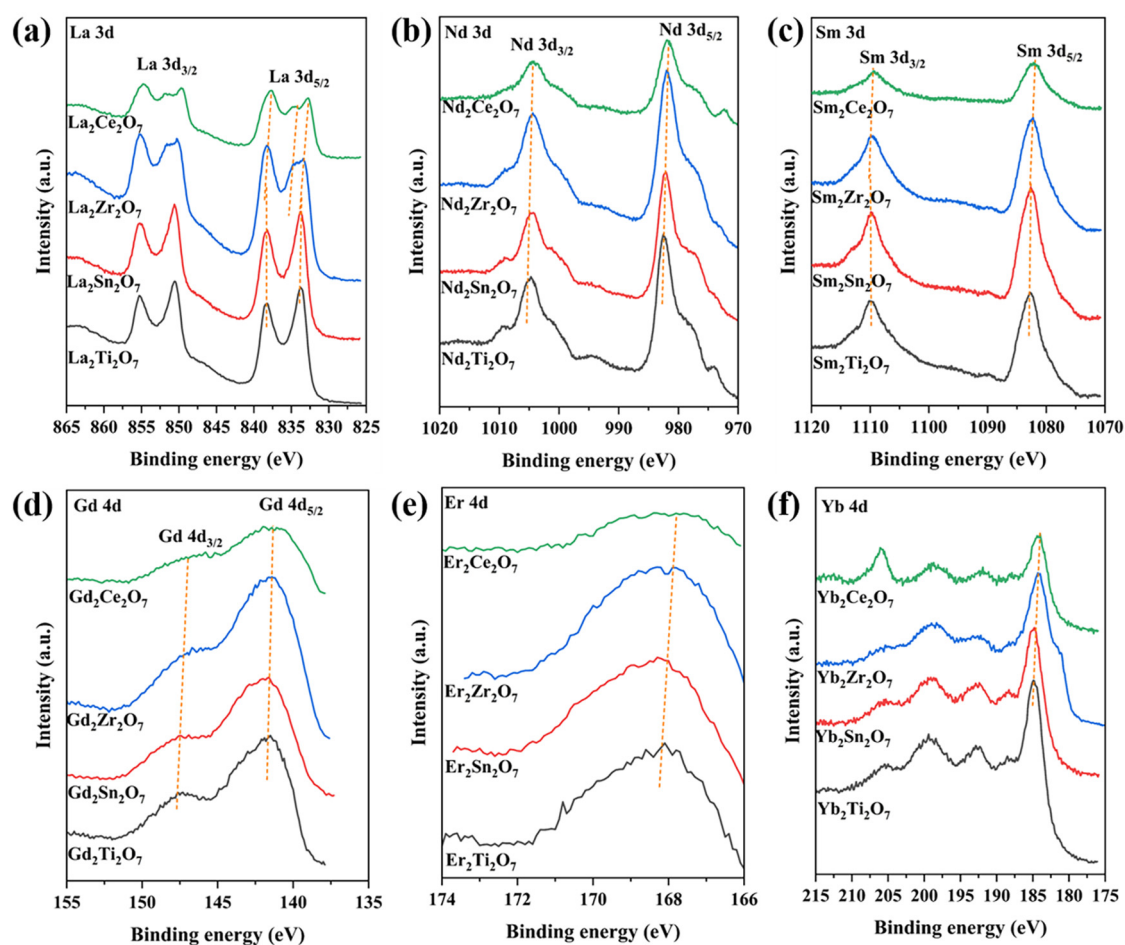 (a)
La 3d
La 3d3/2
La 3d5/2
La2Ce2O7
La2Zr2O7
La2Sn2O7
La2Ti2O7
Intensity (a.u.)
865 855 850 840 835 830 825
Binding energy (eV)
(b)
Nd 3d
Nd 3d3/2
Nd 3d5/2
Nd2Ce2O7
Nd2Zr2O7
Nd2Sn2O7
Nd2Ti2O7
Intensity (a.u.)
1020 1005 990 980 970
Binding energy (eV)
(c)
Sm 3d
Sm 3d3/2
Sm 3d5/2
Sm2Ce2O7
Sm2Zr2O7
Sm2Sn2O7
Sm2Ti2O7
Intensity (a.u.)
1120 1110 1100 1090 1080 1070
Binding energy (eV)
(d)
Gd 4d
Gd 4d3/2
Gd 4d5/2
Gd2Ce2O7
Gd2Zr2O7
Gd2Sn2O7
Gd2Ti2O7
Intensity (a.u.)
155 150 145 140 135
Binding energy (eV)
(e)
Er 4d
Er2Ce2O7
Er2Zr2O7
Er2Sn2O7
Er2Ti2O7
Intensity (a.u.)
174 172 170 168 166
Binding energy (eV)
(f)
Yb 4d
Yb2Ce2O7
Yb2Zr2O7
Yb2Sn2O7
Yb2Ti2O7
Intensity (a.u.)
215 205 200 195 190 185 180 175
Binding energy (eV)